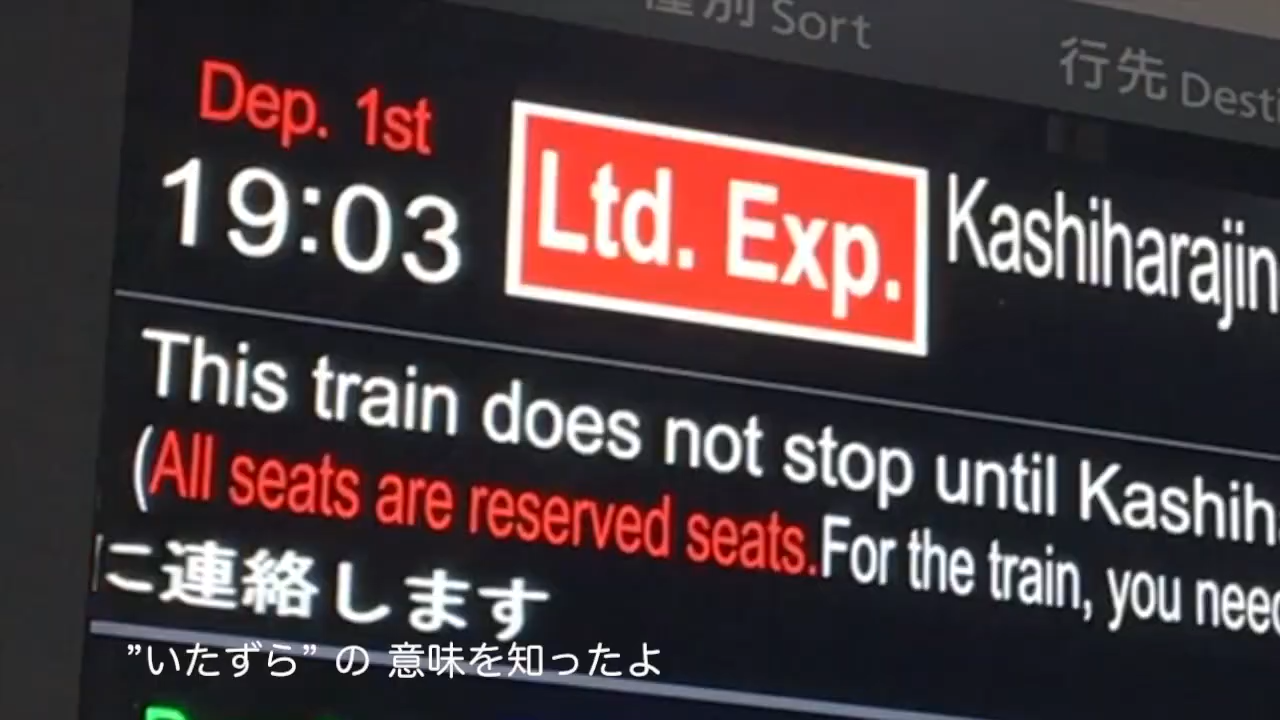 種別 Sort
行先 Desti
Dep. 1st
19:03
Ltd. Exp.
Kashiharajin
This train does not stop until Kashih
(All seats are reserved seats.For the train, you need
に連絡します
”いたずら” の 意味を知ったよ